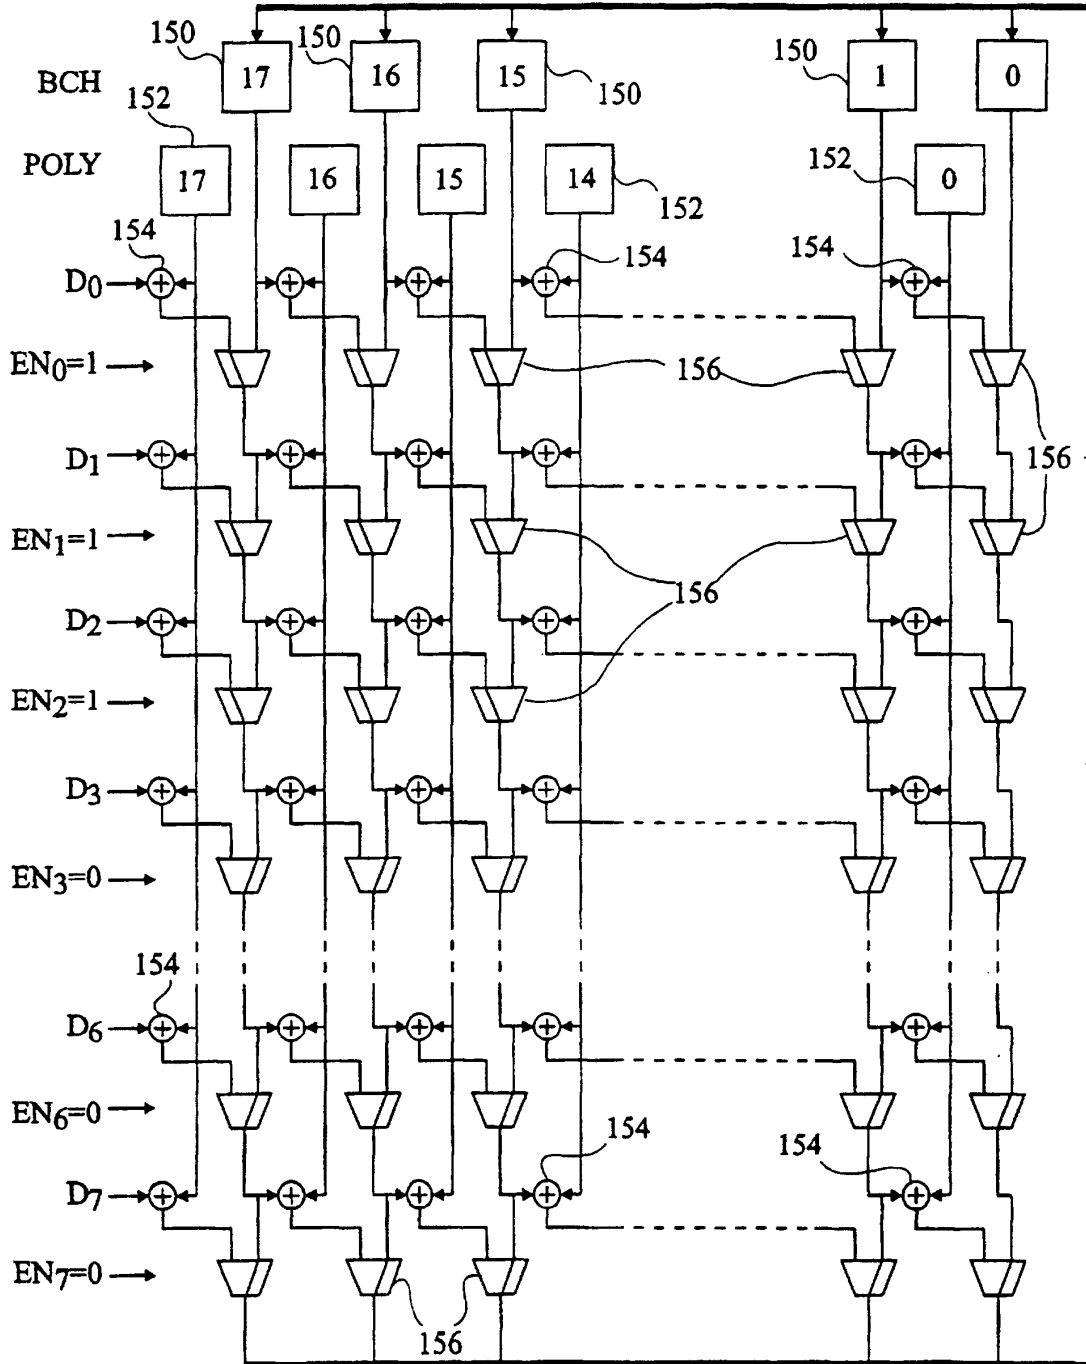 150 150 150
BCH 17 16 15 150 1 0
152 152
POLY 17 16 15 14 152 0
154 154 154
D0
EN0=1 156
D1 156
EN1=1
156
D2
EN2=1
D3
EN3=0
154
D6
EN6=0
154 154
D7
EN7=0
156